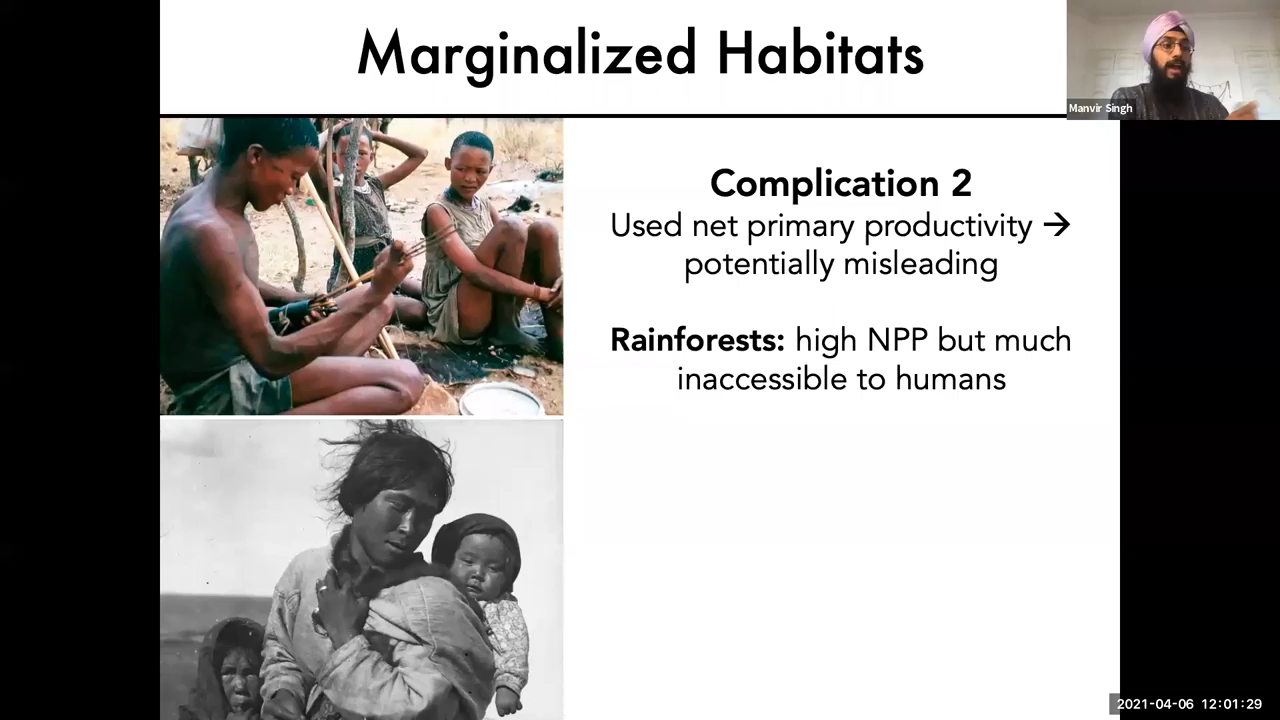 Marginalized Habitats
Manvir Singh
Complication 2
Used net primary productivity →
potentially misleading
Rainforests: high NPP but much
inaccessible to humans
2021-04-06 12:01:29